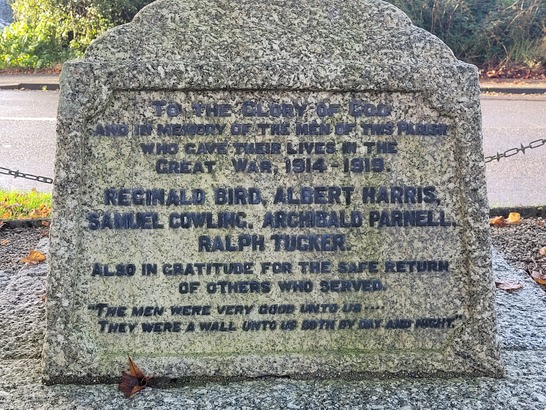 TO THE GLORY OF GOD
AND IN MEMORY OF THE MEN OF THIS PARISH
WHO GAVE THEIR LIVES IN THE
GREAT WAR, 1914-1919.
REGINALD BIRD, ALBERT HARRIS,
SAMUEL COWLING, ARCHIBALD PARNELL,
RALPH TUCKER.
ALSO IN GRATITUDE FOR THE SAFE RETURN
OF OTHERS WHO SERVED.
"THE MEN WERE VERY GOOD UNTO US....
THEY WERE A WALL UNTO US BOTH BY DAY AND NIGHT."